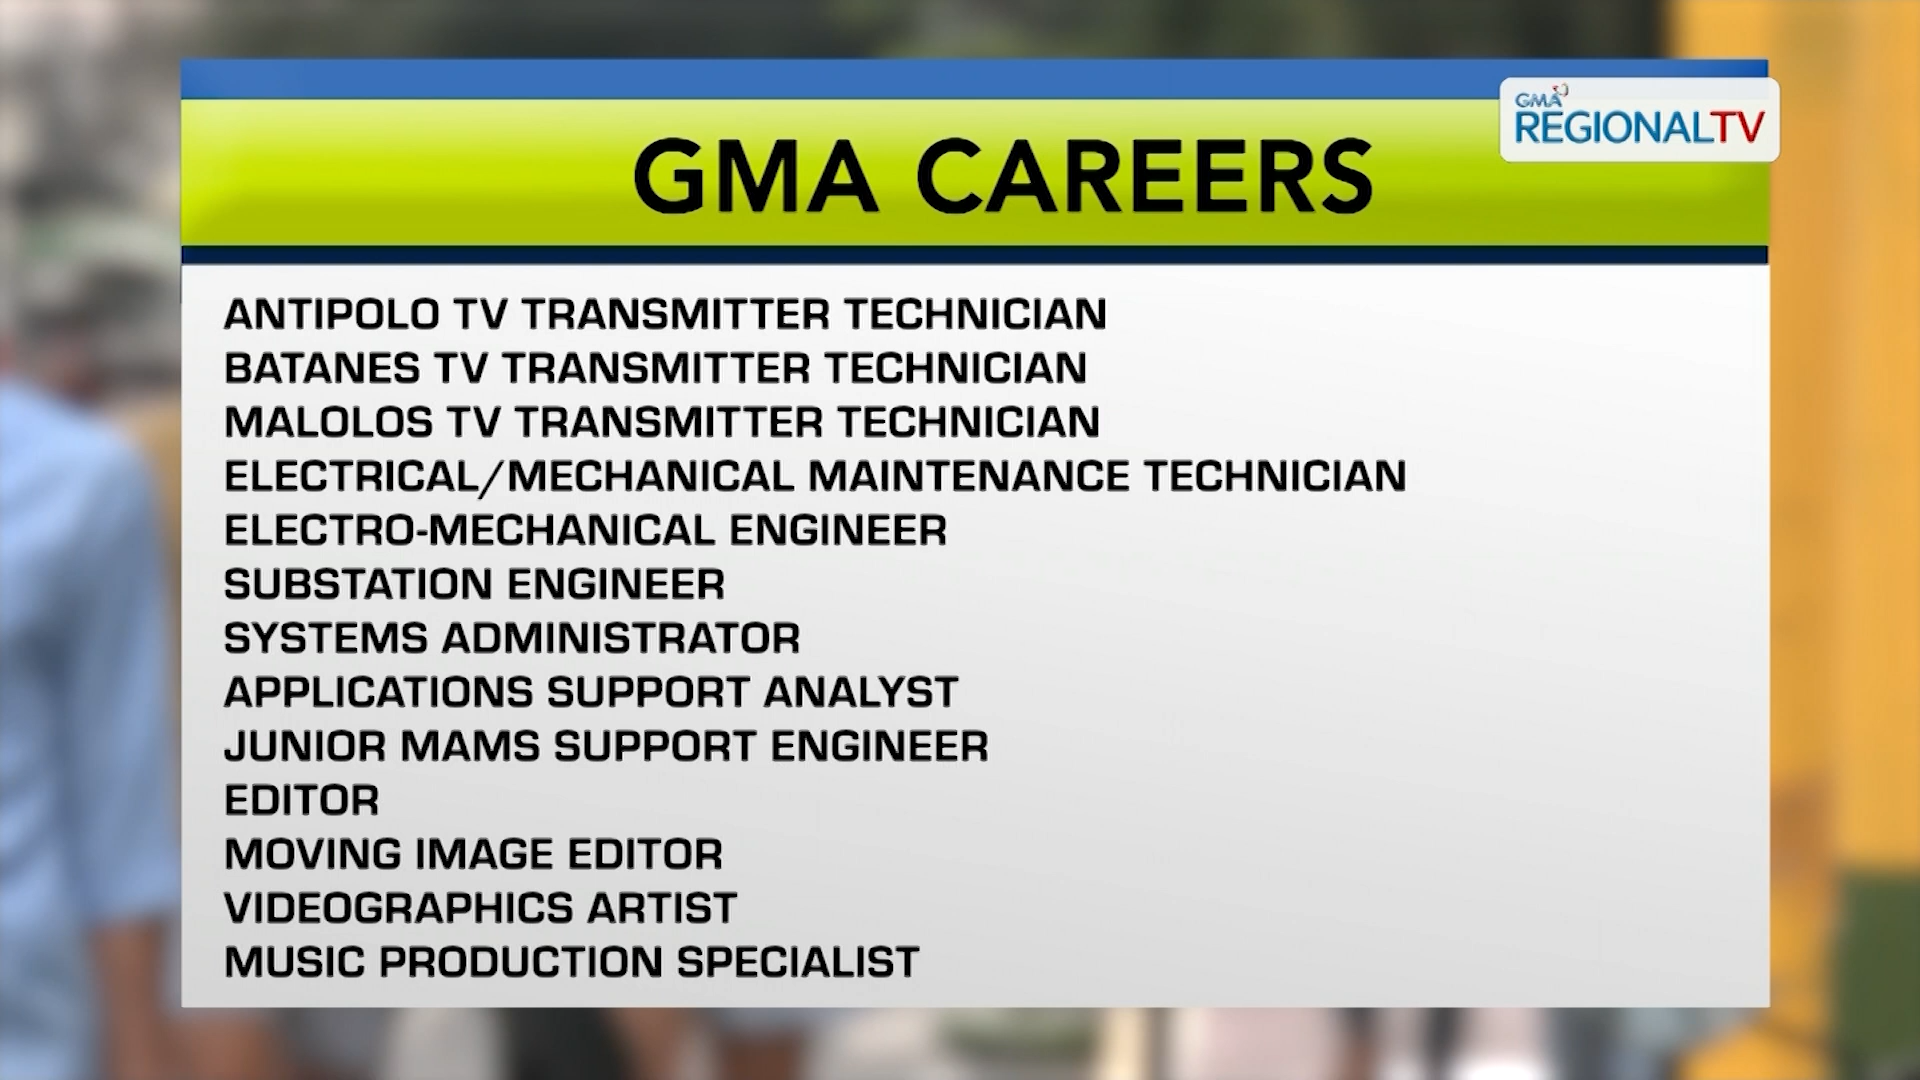 GMA
REGIONALTV
GMA CAREERS
ANTIPOLO TV TRANSMITTER TECHNICIAN
BATANES TV TRANSMITTER TECHNICIAN
MALOLOS TV TRANSMITTER TECHNICIAN
ELECTRICAL/MECHANICAL MAINTENANCE TECHNICIAN
ELECTRO-MECHANICAL ENGINEER
SUBSTATION ENGINEER
SYSTEMS ADMINISTRATOR
APPLICATIONS SUPPORT ANALYST
JUNIOR MAMS SUPPORT ENGINEER
EDITOR
MOVING IMAGE EDITOR
VIDEOGRAPHICS ARTIST
MUSIC PRODUCTION SPECIALIST